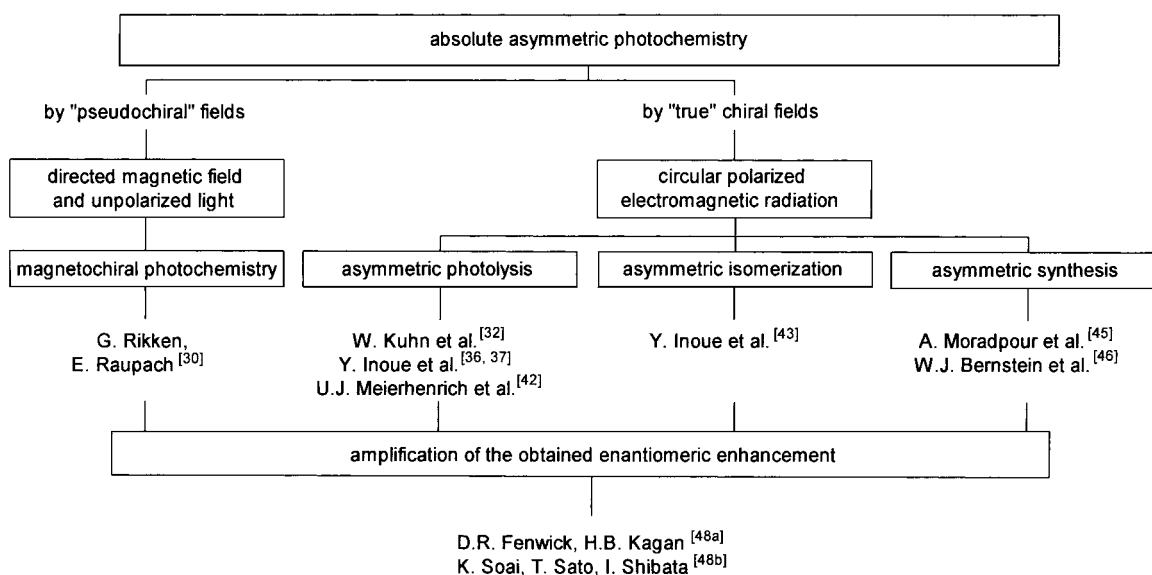 absolute asymmetric photochemistry
by "pseudochiral" fields
by "true" chiral fields
directed magnetic field
and unpolarized light
circular polarized
electromagnetic radiation
magnetochiral photochemistry
asymmetric photolysis
asymmetric isomerization
asymmetric synthesis
G. Rikken,
E. Raupach [30]
W. Kuhn et al.[32]
Y. Inoue et al.[36, 37]
U.J. Meierhenrich et al.[42]
Y. Inoue et al.[43]
A. Moradpour et al.[45]
W.J. Bernstein et al.[46]
amplification of the obtained enantiomeric enhancement
D.R. Fenwick, H.B. Kagan [48a]
K. Soai, T. Sato, I. Shibata [48b]